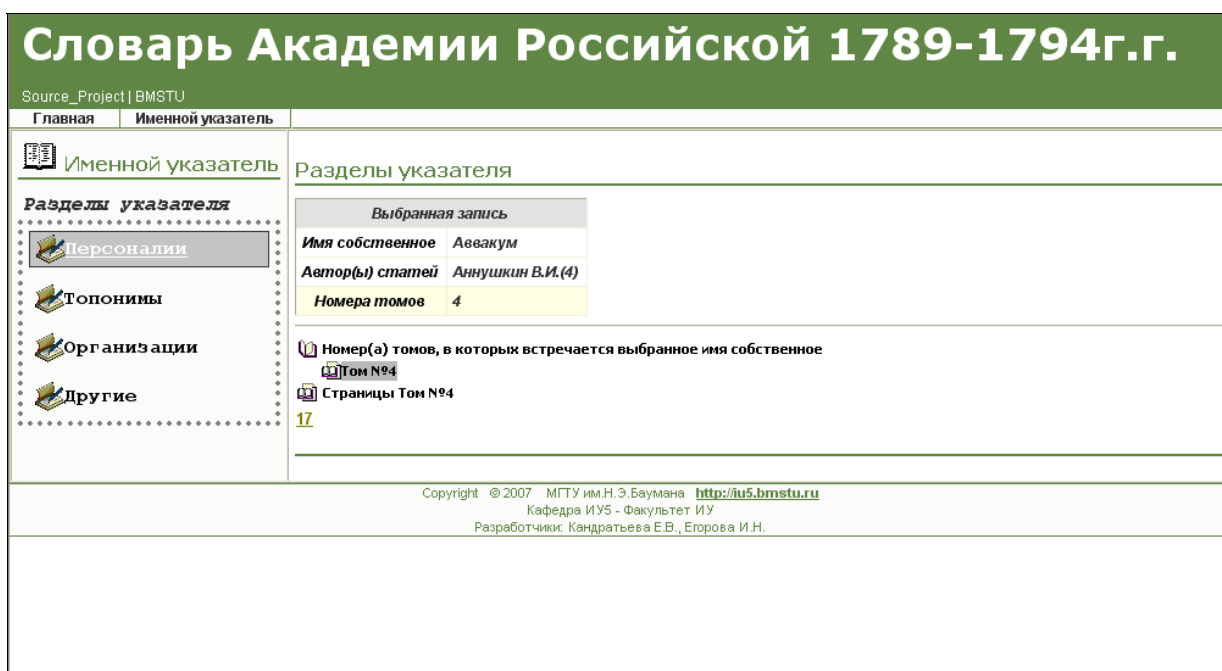 Словарь Академии Российской 1789-1794г.г.
Source_Project | BMSTU
Главная Именной указатель
Именной указатель
Разделы указателя
Персоналии
Топонимы
Организации
Другие
Разделы указателя
Выбранная запись
Имя собственное Аввакум
Автор(ы) статей Аннушкин В.И.(4)
Номера томов 4
Номер(а) томов, в которых встречается выбранное имя собственное
Том №4
Страницы Том №4
17
Copyright ©2007 МГТУ им.Н.Э.Баумана http://iu5.bmstu.ru
Кафедра ИУ5 - Факультет ИУ
Разработчики: Кандратьева Е.В., Егорова И.Н.